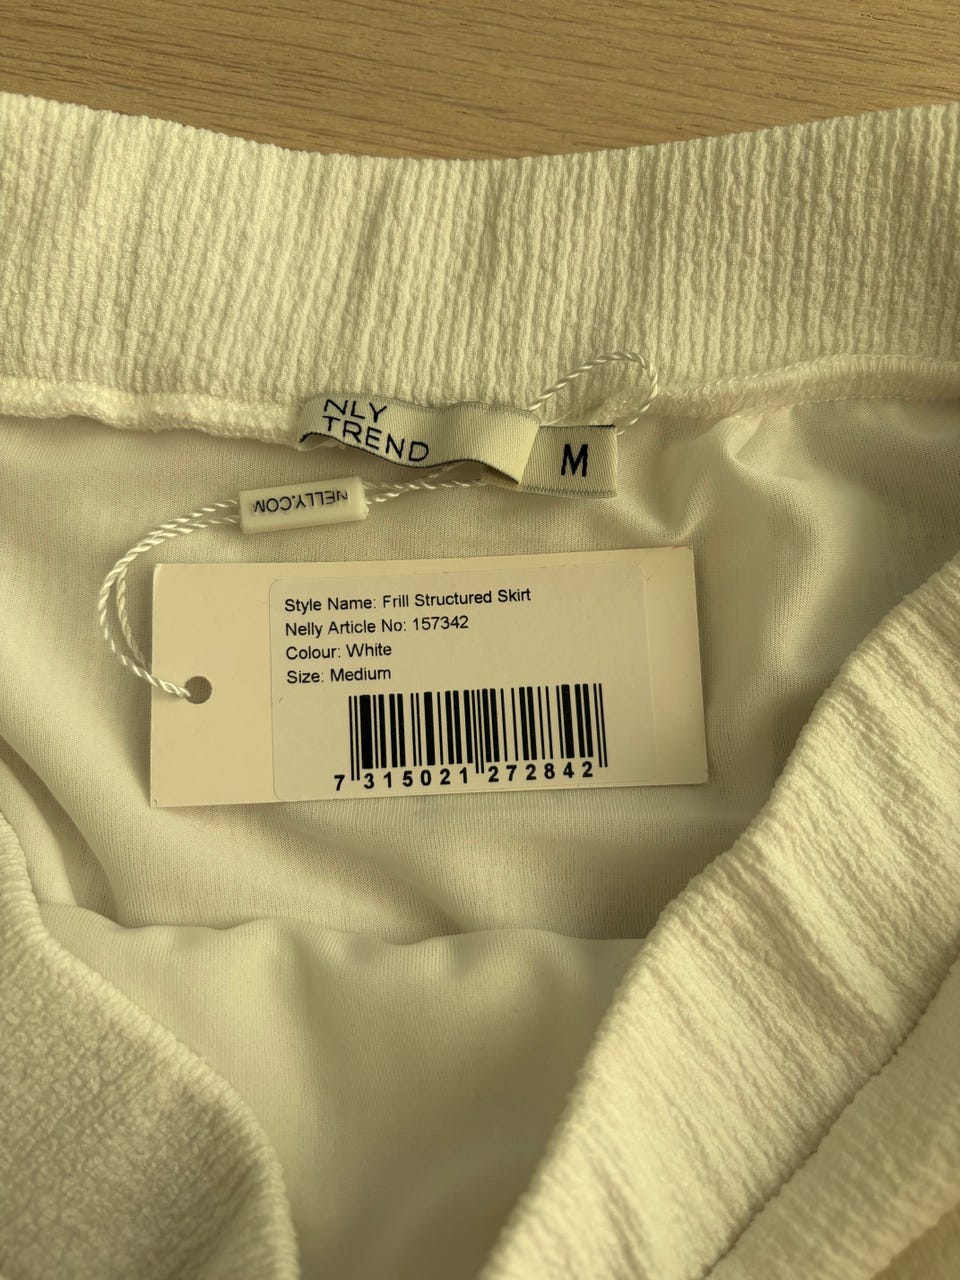 NLY
TREND
M
NELLY.COM
Style Name: Frill Structured Skirt
Nelly Article No: 157342
Colour: White
Size: Medium
7 315021 272842